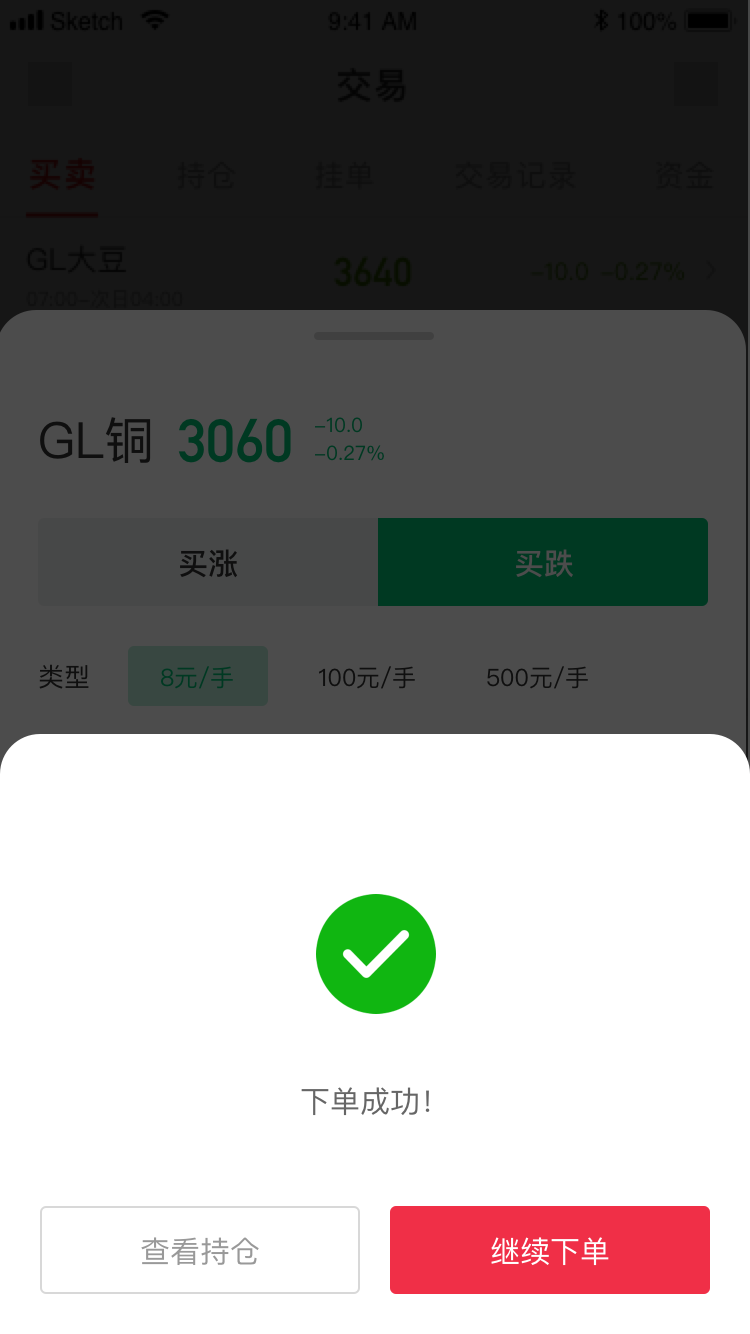 Sketch 9:41 AM 100%
交易
买卖 持仓 挂单 交易记录 资金
GL大豆 3640 -10.0 -0.27%
07:00-次日04:00
GL铜 3060 -10.0
-0.27%
买涨 买跌
类型 8元/手 100元/手 500元/手
下单成功!
查看持仓 继续下单